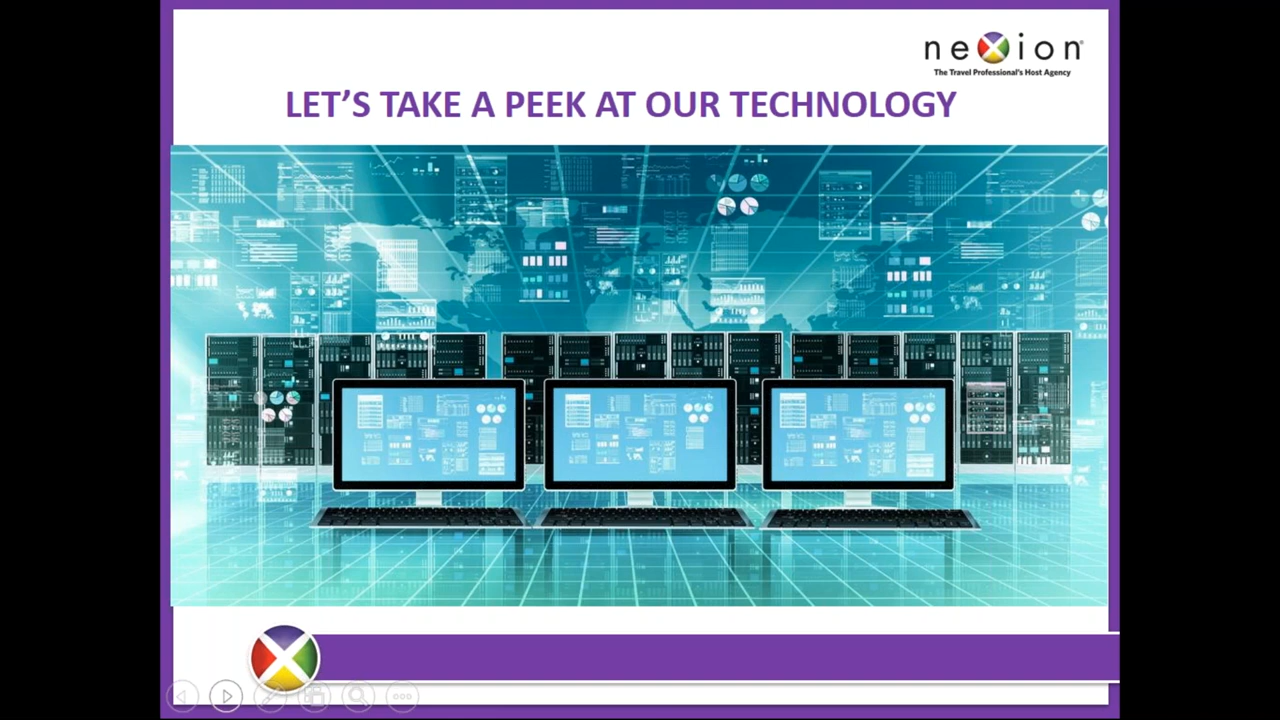 nexion®
The Travel Professional's Host Agency
LET'S TAKE A PEEK AT OUR TECHNOLOGY